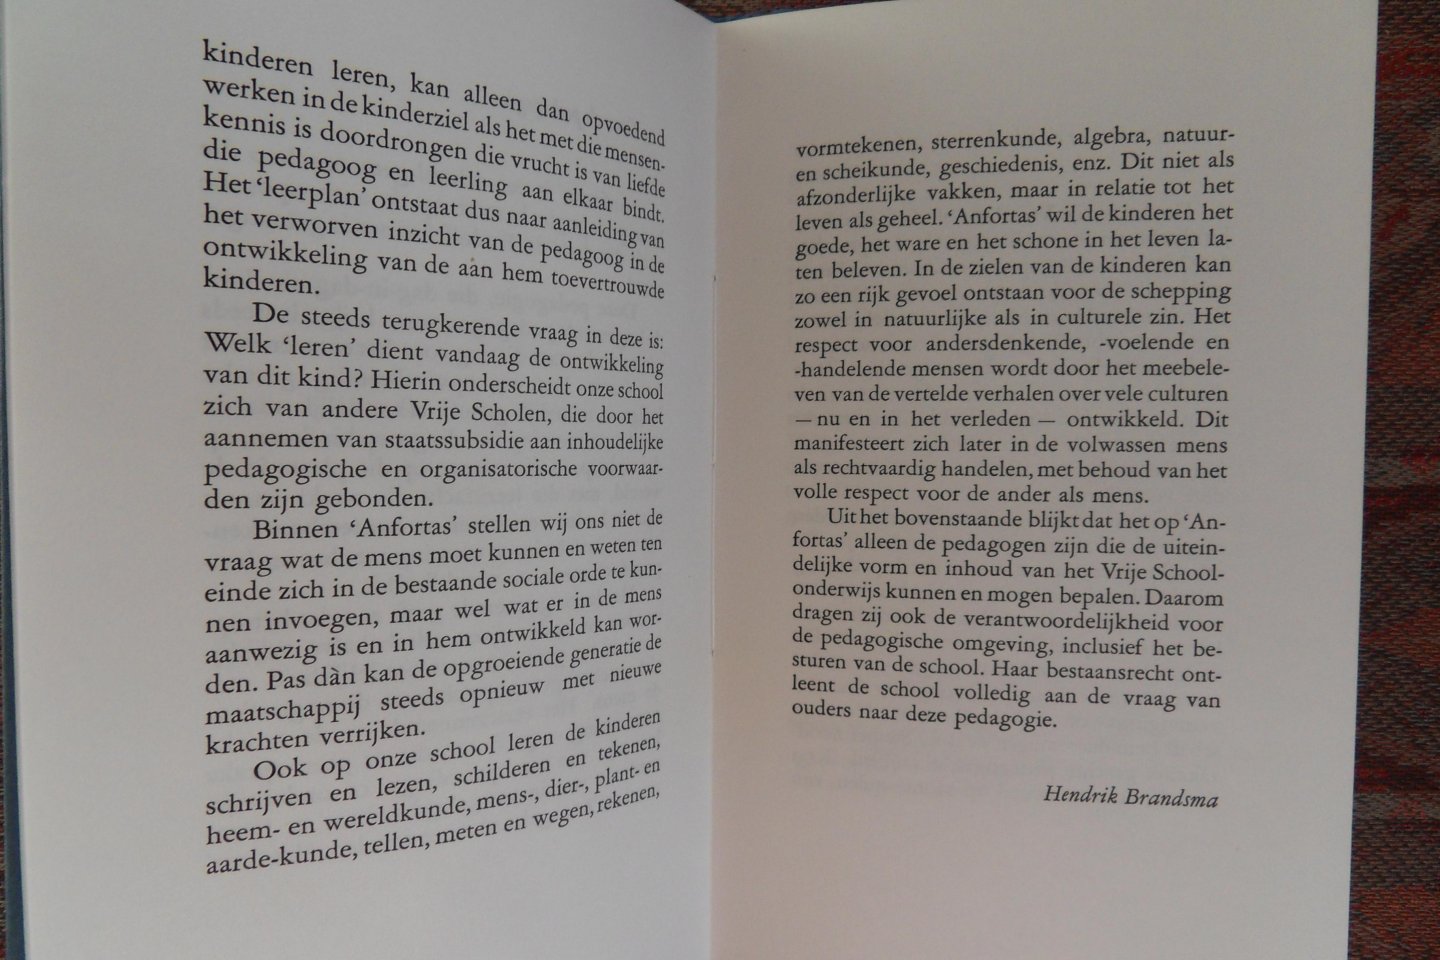 kinderen leren, kan alleen dan opvoedend
werken in de kinderziel als het met die mensen-
kennis is doordrongen die vrucht is van liefde
die pedagoog en leerling aan elkaar bindt.
Het ‘leerplan’ ontstaat dus naar aanleiding van
het verworven inzicht van de pedagoog in de
ontwikkeling van de aan hem toevertrouwde
kinderen.
De steeds terugkerende vraag in deze is:
Welk ‘leren’ dient vandaag de ontwikkeling
van dit kind? Hierin onderscheidt onze school
zich van andere Vrije Scholen, die door het
aannemen van staatssubsidie aan inhoudelijke
pedagogische en organisatorische voorwaar-
den zijn gebonden.
Binnen ‘Anfortas’ stellen wij ons niet de
vraag wat de mens moet kunnen en weten ten
einde zich in de bestaande sociale orde te kun-
nen invoegen, maar wel wat er in de mens
aanwezig is en in hem ontwikkeld kan wor-
den. Pas dàn kan de opgroeiende generatie de
maatschappij steeds opnieuw met nieuwe
krachten verrijken.
Ook op onze school leren de kinderen
schrijven en lezen, schilderen en tekenen,
heem- en wereldkunde, mens-, dier-, plant- en
aarde-kunde, tellen, meten en wegen, rekenen,
vormtekenen, sterrenkunde, algebra, natuur-
en scheikunde, geschiedenis, enz. Dit niet als
afzonderlijke vakken, maar in relatie tot het
leven als geheel. ‘Anfortas’ wil de kinderen het
goede, het ware en het schone in het leven la-
ten beleven. In de zielen van de kinderen kan
zo een rijk gevoel ontstaan voor de schepping
zowel in natuurlijke als in culturele zin. Het
respect voor andersdenkende, -voelende en
-handelende mensen wordt door het meebele-
ven van de vertelde verhalen over vele culturen
— nu en in het verleden — ontwikkeld. Dit
manifesteert zich later in de volwassen mens
als rechtvaardig handelen, met behoud van het
volle respect voor de ander als mens.
Uit het bovenstaande blijkt dat het op ‘An-
fortas’ alleen de pedagogen zijn die de uitein-
delijke vorm en inhoud van het Vrije School-
onderwijs kunnen en mogen bepalen. Daarom
dragen zij ook de verantwoordelijkheid voor
de pedagogische omgeving, inclusief het be-
sturen van de school. Haar bestaansrecht ont-
leent de school volledig aan de vraag van
ouders naar deze pedagogie.
Hendrik Brandsma